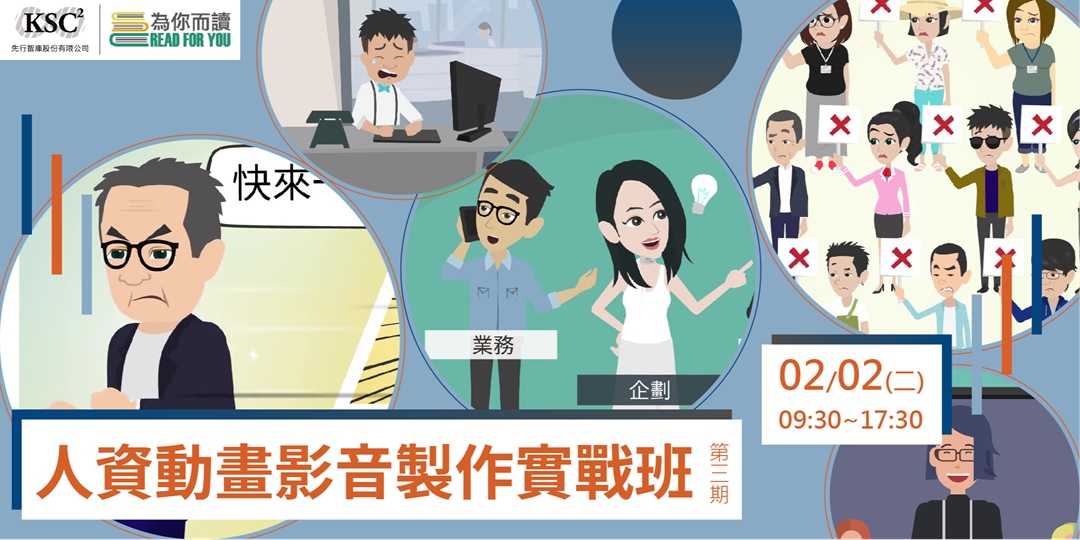 KSC²
先行智庫股份有限公司
為你而讀
READ FOR YOU
快來
業務
企劃
02/02(二)
09:30~17:30
人資動畫影音製作實戰班
第三期